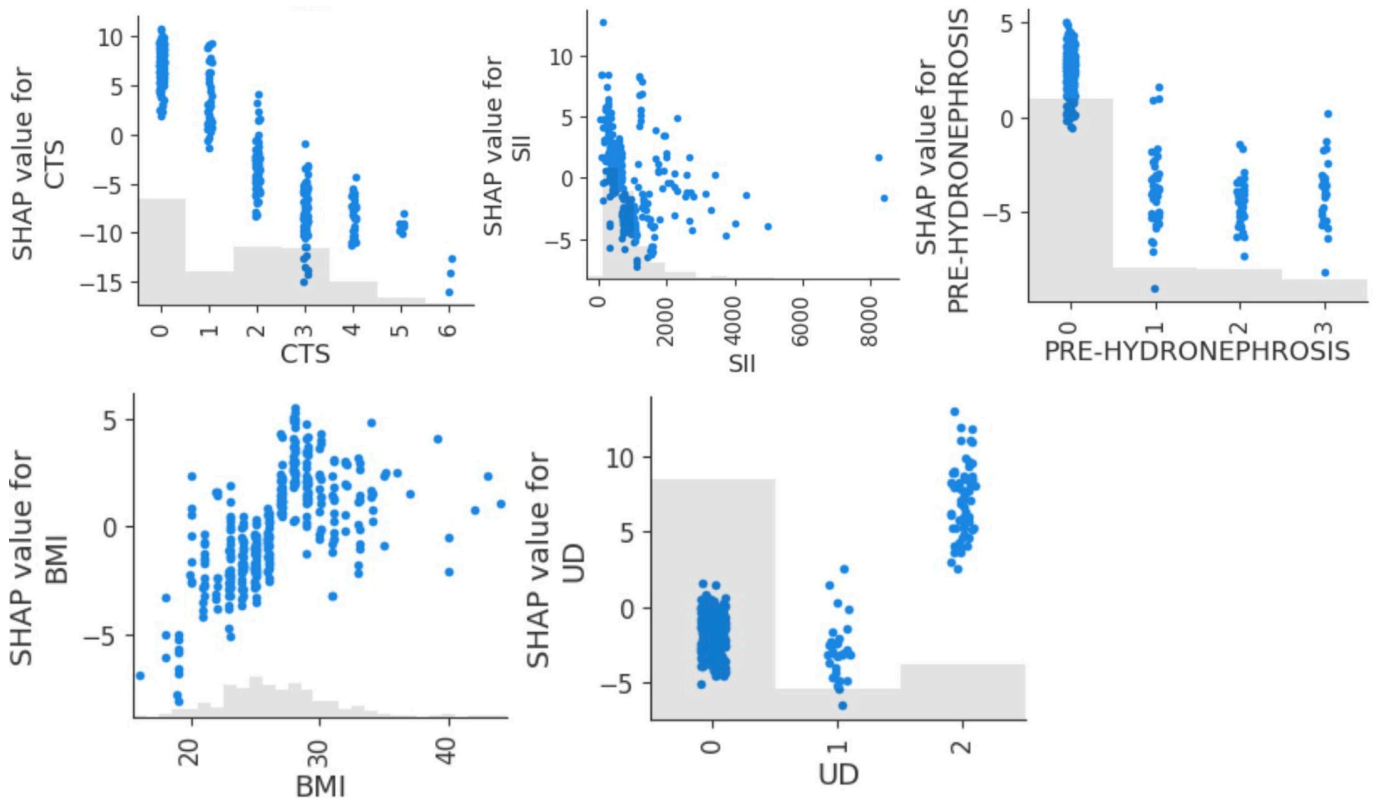 SHAP value for
CTS
10
5
0
−5
−10
−15
0
1
2
3
4
5
6
CTS
SHAP value for
SII
10
5
0
−5
0
2000
4000
6000
8000
SII
SHAP value for
PRE-HYDRONEPHROSIS
5
0
−5
0
1
2
3
PRE-HYDRONEPHROSIS
SHAP value for
BMI
5
0
−5
20
30
40
BMI
SHAP value for
UD
10
5
0
−5
0
1
2
UD